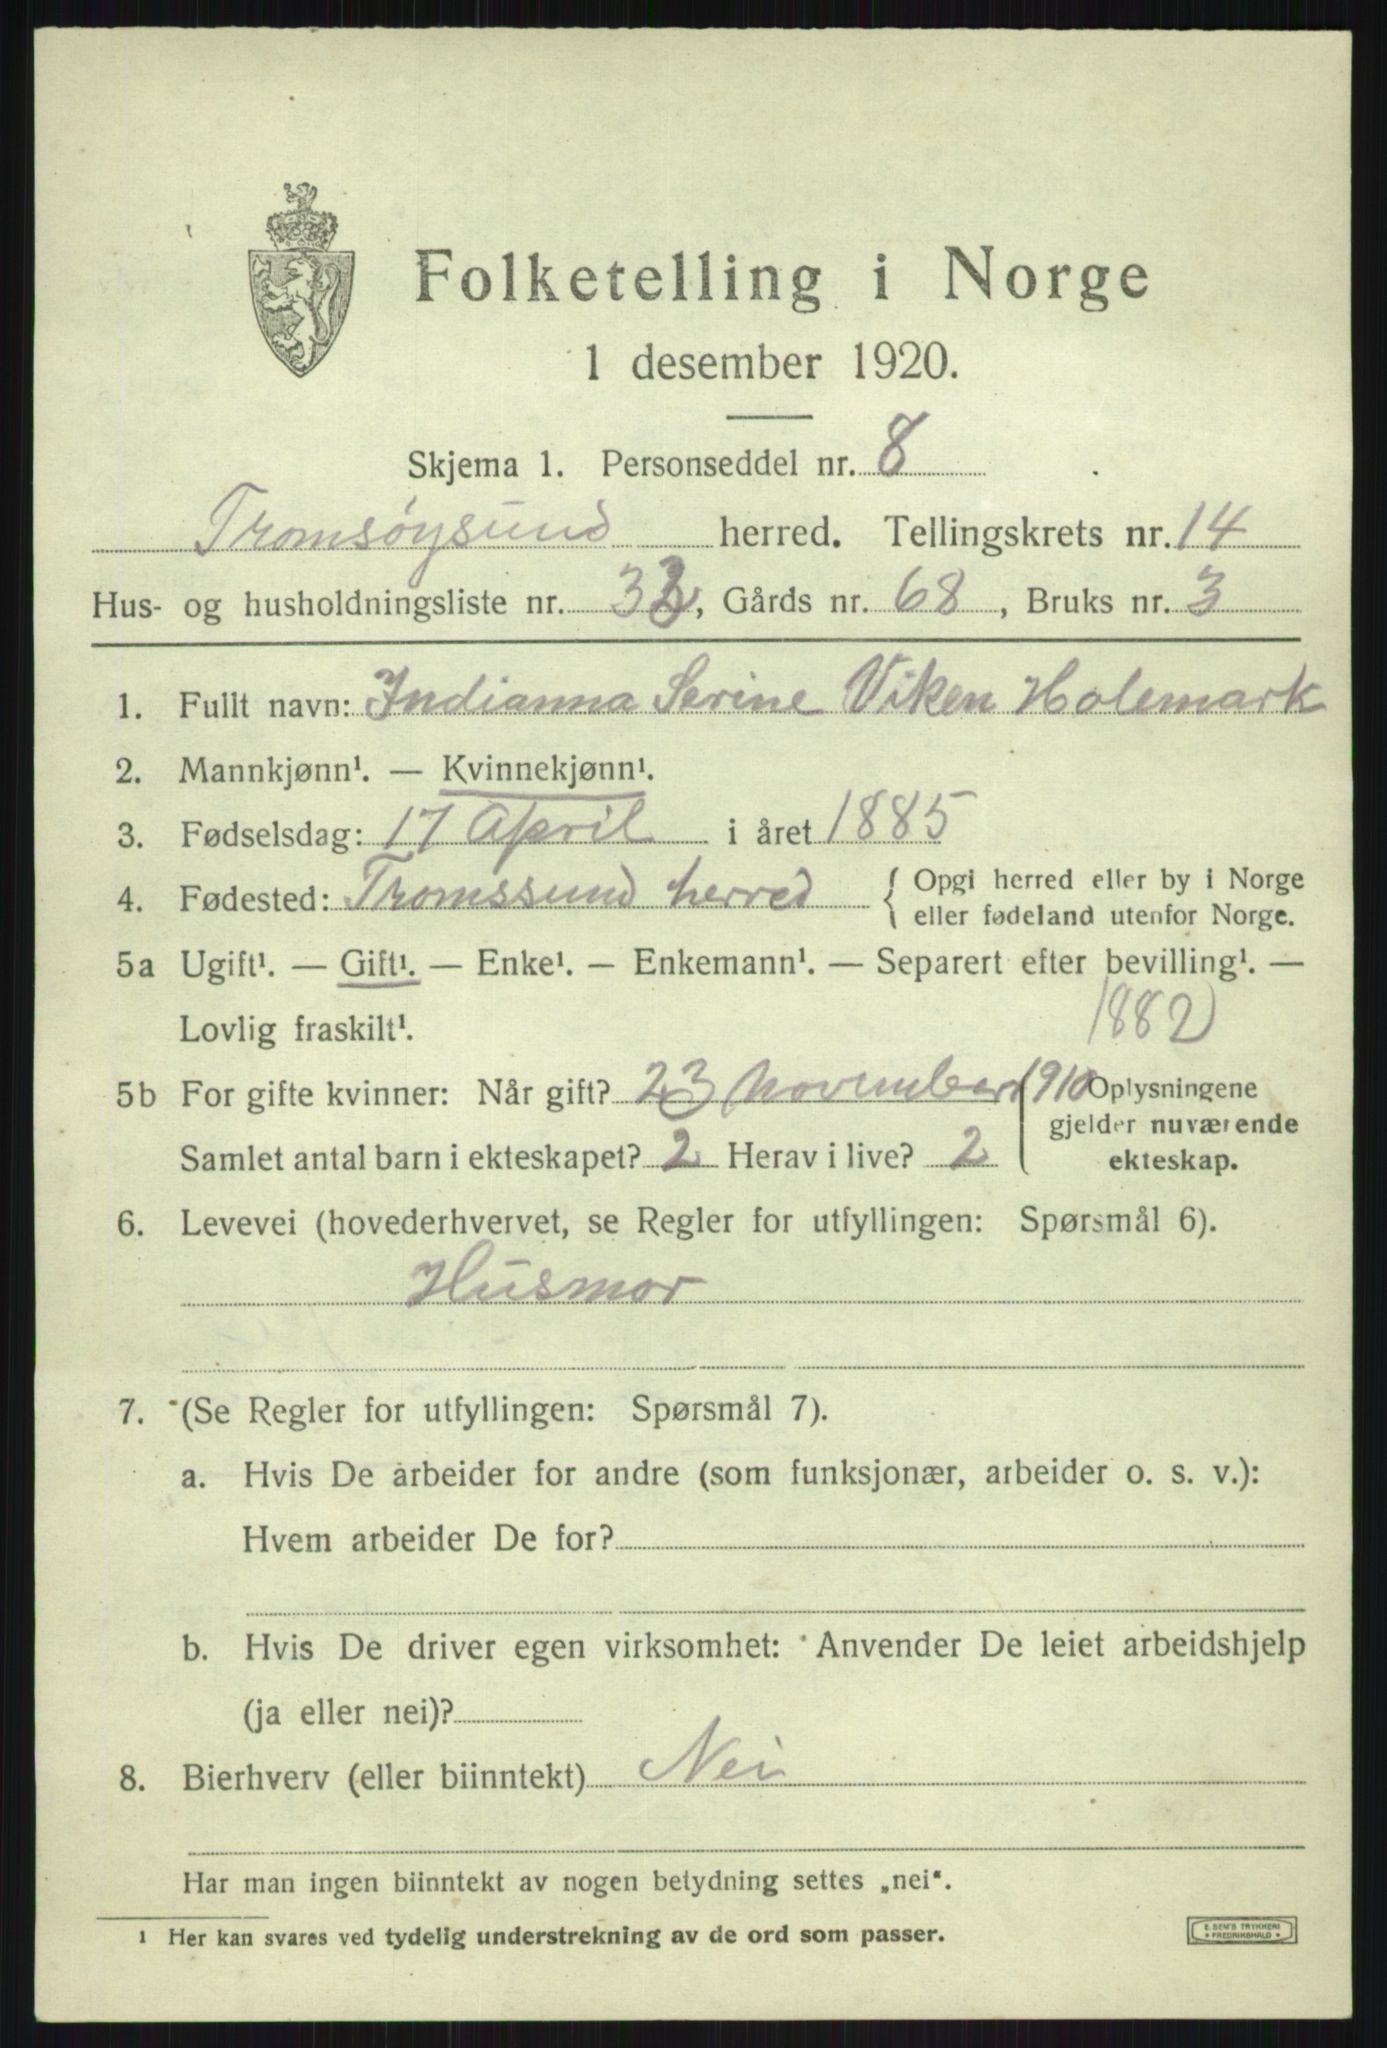 Folketelling i Norge
1 desember 1920.
Skjema 1. Personseddel nr. 8
Tromsøysund herred. Tellingskrets nr. 14
Hus- og husholdningsliste nr. 32, Gårds nr. 68, Bruks nr. 3
1. Fullt navn: Indianna Serine Viken Holemark
2. Mannkjønn¹. — Kvinnekjønn¹.
3. Fødselsdag: 17 April i året 1885
4. Fødested: Tromssund herred { Opgi herred eller by i Norge
eller fødeland utenfor Norge.
5a Ugift¹. — Gift¹. — Enke¹. — Enkemann¹. — Separert efter bevilling¹. —
Lovlig fraskilt¹. 1882
5b For gifte kvinner: Når gift? 23 november 1910 Oplysningene
gjelder nuværende
Samlet antal barn i ekteskapet? 2 Herav i live? 2 ekteskap.
6. Levevei (hovederhvervet, se Regler for utfyllingen: Spørsmål 6).
Husmor
7. (Se Regler for utfyllingen: Spørsmål 7).
a. Hvis De arbeider for andre (som funksjonær, arbeider o. s. v.):
Hvem arbeider De for?
b. Hvis De driver egen virksomhet: Anvender De leiet arbeidshjelp
(ja eller nei)?
8. Bierhverv (eller biinntekt) Nei
Har man ingen biinntekt av nogen betydning settes „nei“.
¹ Her kan svares ved tydelig understrekning av de ord som passer.
E. SEM'S TRYKKERI
FREDRIKSHALD